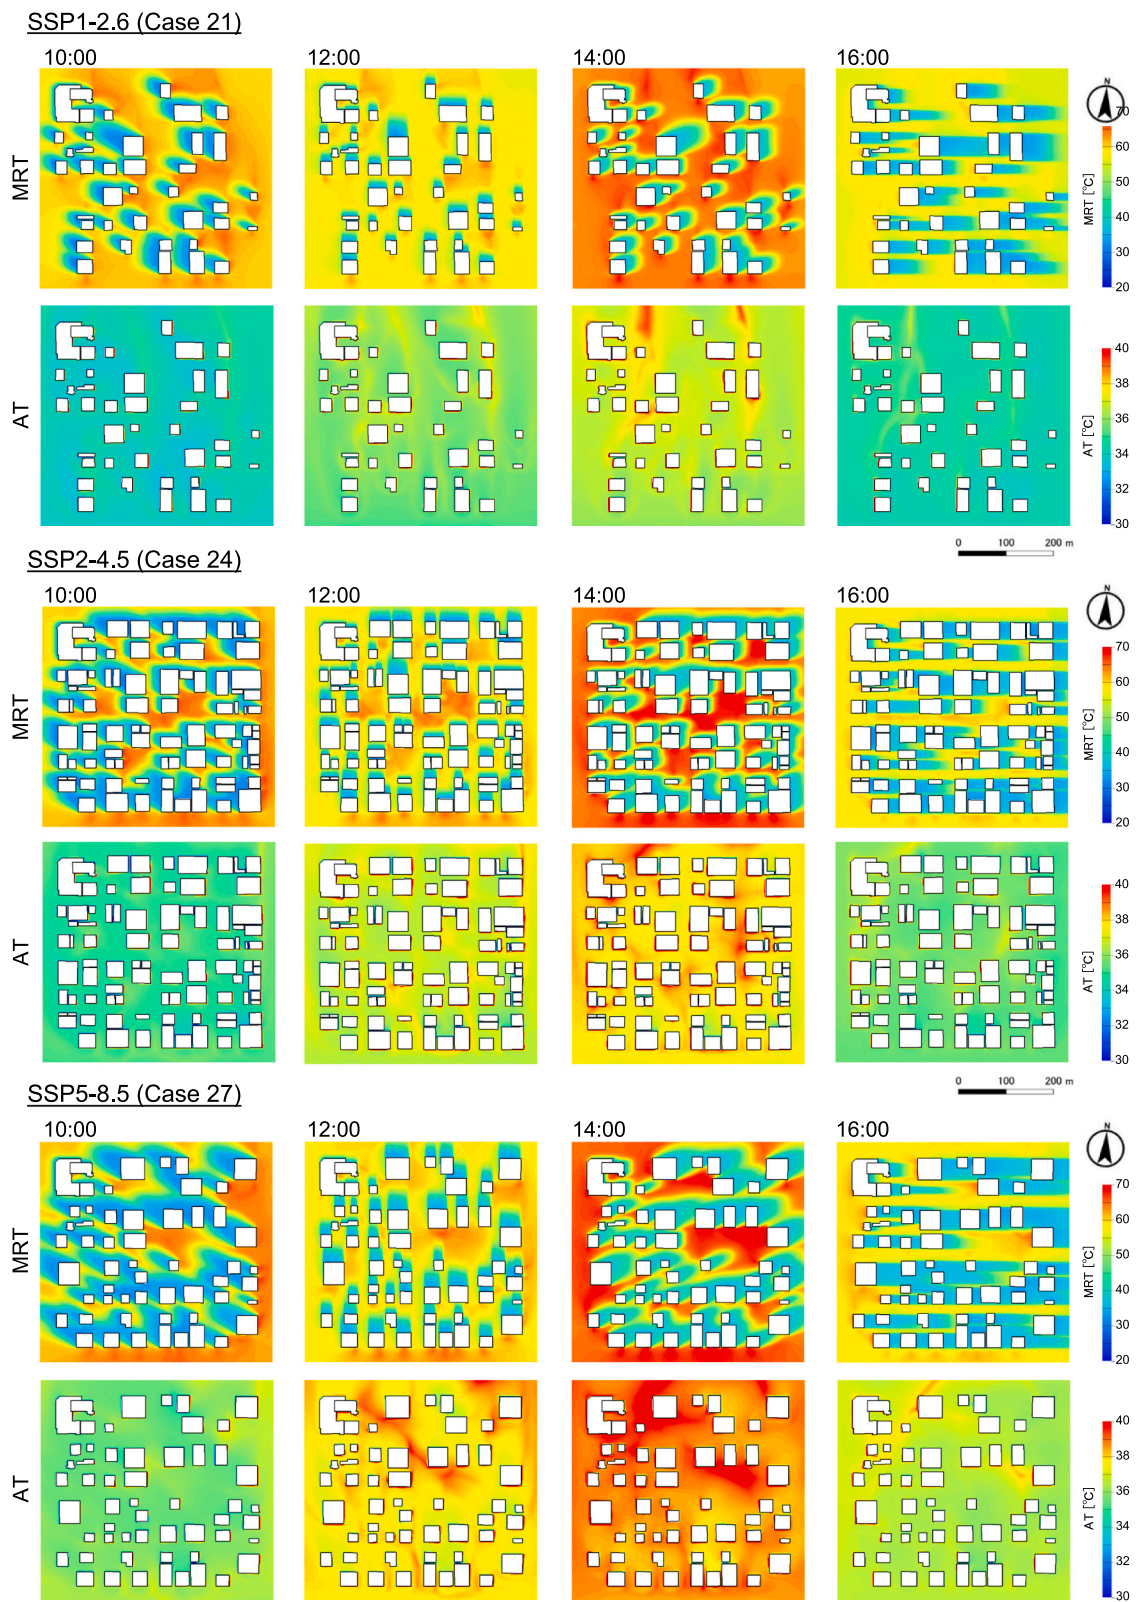 SSP1-2.6 (Case 21)
10:00 12:00 14:00 16:00
MRT
N
70
60
50
40
30
20
MRT [°C]
AT
40
38
36
34
32
30
AT [°C]
0 100 200 m
SSP2-4.5 (Case 24)
10:00 12:00 14:00 16:00
MRT
N
70
60
50
40
30
20
MRT [°C]
AT
40
38
36
34
32
30
AT [°C]
0 100 200 m
SSP5-8.5 (Case 27)
10:00 12:00 14:00 16:00
MRT
N
70
60
50
40
30
20
MRT [°C]
AT
40
38
36
34
32
30
AT [°C]